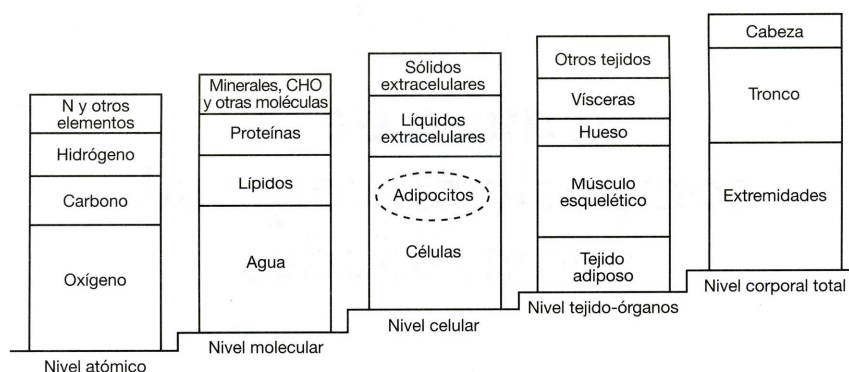 N y otros
elementos
Hidrógeno
Carbono
Oxígeno
Nivel atómico
Minerales, CHO
y otras moléculas
Proteínas
Lípidos
Agua
Nivel molecular
Sólidos
extracelulares
Líquidos
extracelulares
Adipocitos
Células
Nivel celular
Otros tejidos
Vísceras
Hueso
Músculo
esquelético
Tejido
adiposo
Nivel tejido-órganos
Cabeza
Tronco
Extremidades
Nivel corporal total